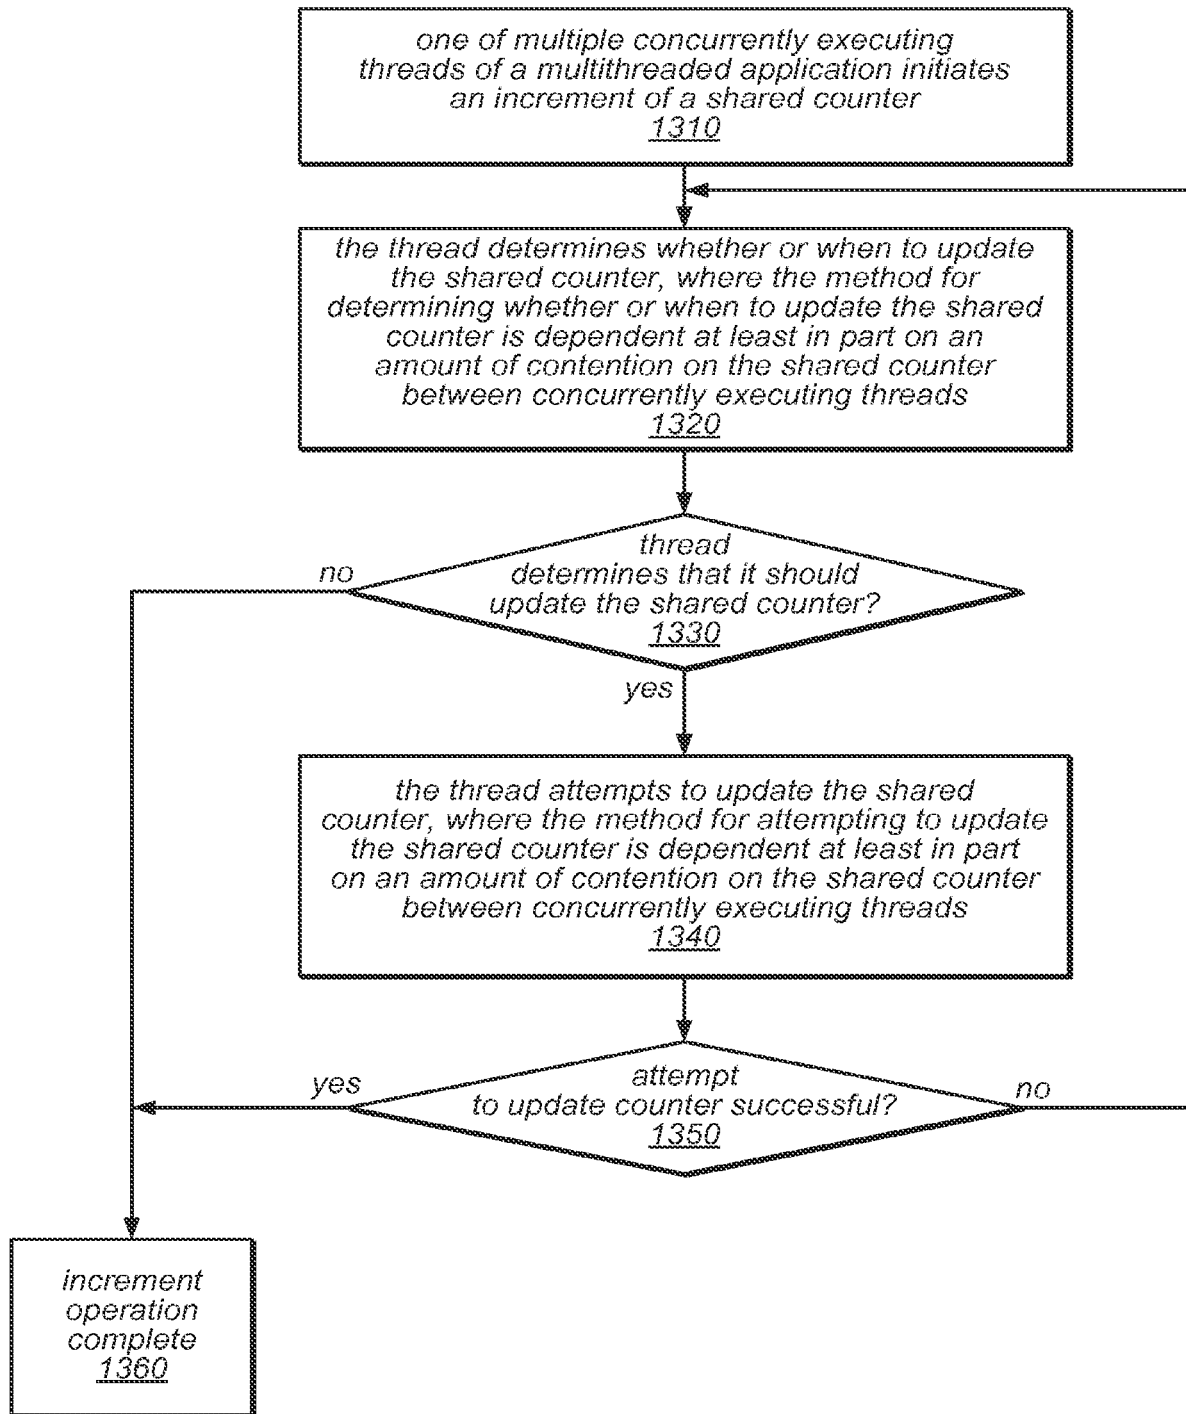 one of multiple concurrently executing
threads of a multithreaded application initiates
an increment of a shared counter
1310
the thread determines whether or when to update
the shared counter, where the method for
determining whether or when to update the shared
counter is dependent at least in part on an
amount of contention on the shared counter
between concurrently executing threads
1320
thread
determines that it should
update the shared counter?
1330
no
yes
the thread attempts to update the shared
counter, where the method for attempting to update
the shared counter is dependent at least in part
on an amount of contention on the shared counter
between concurrently executing threads
1340
attempt
to update counter successful?
1350
yes
no
increment
operation
complete
1360